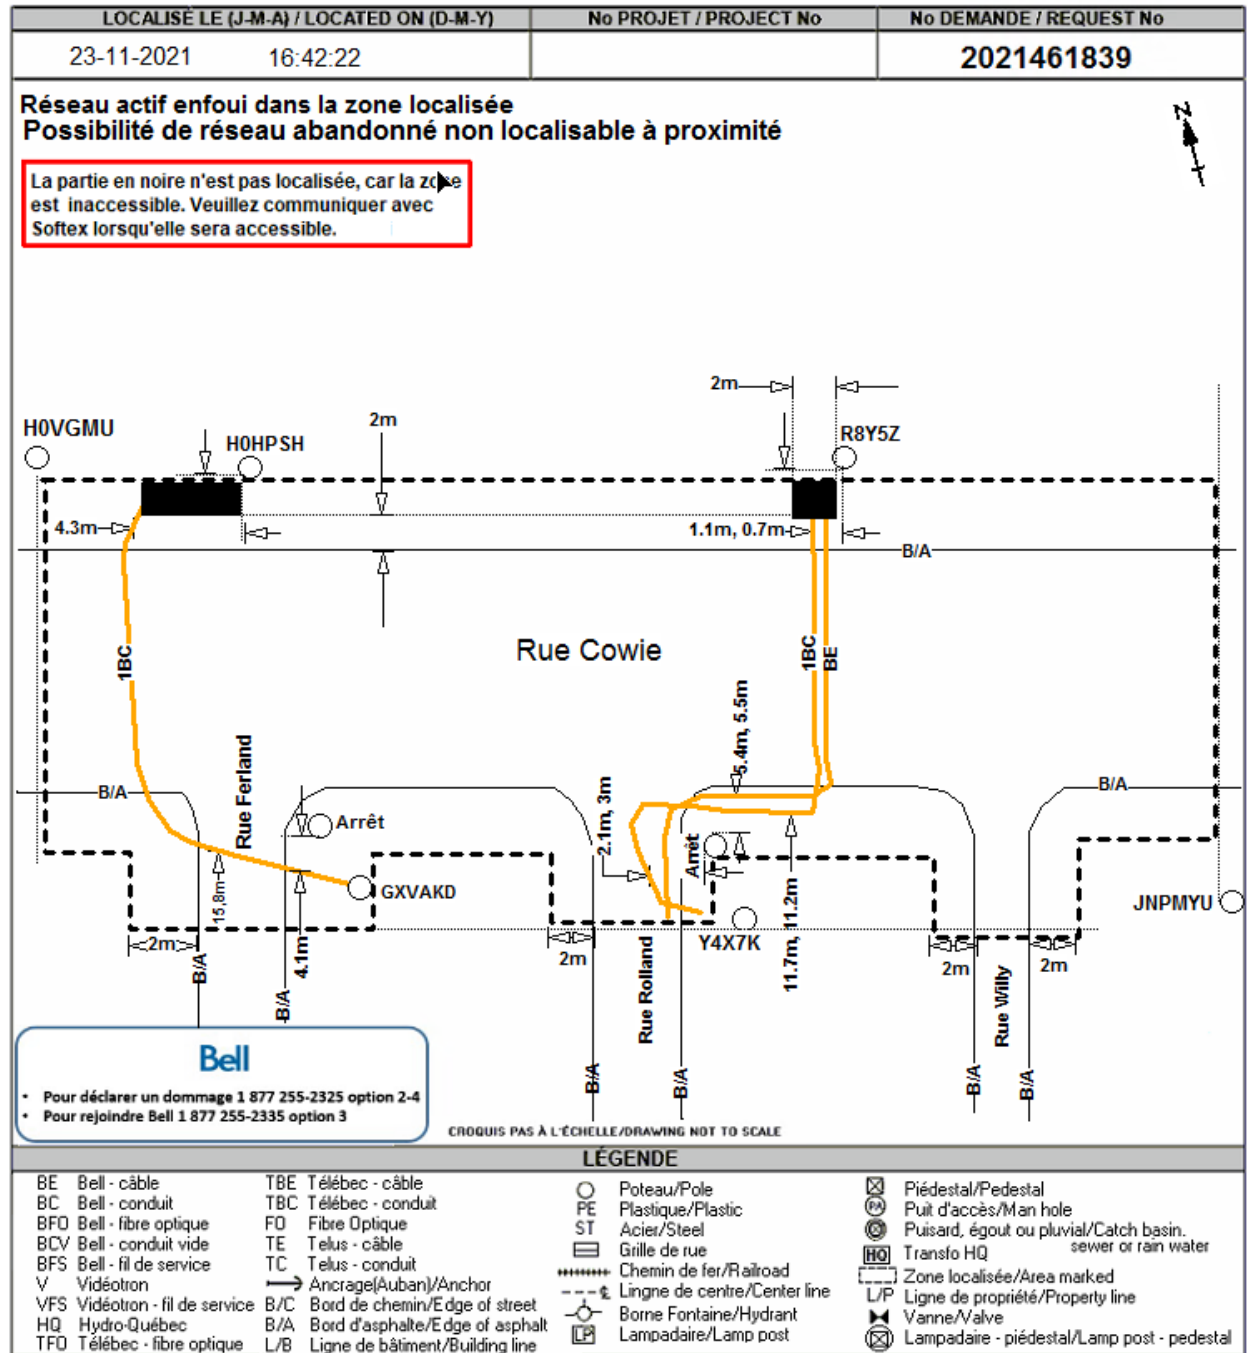 LOCALISÉ LE (J-M-A) / LOCATED ON (D-M-Y) No PROJET / PROJECT No No DEMANDE / REQUEST No
23-11-2021 16:42:22 2021461839
Réseau actif enfoui dans la zone localisée
Possibilité de réseau abandonné non localisable à proximité
N
La partie en noire n'est pas localisée, car la
est inaccessible. Veuillez communiquer avec
Softex lorsqu'elle sera accessible.
2m
2m
H0VGMU
H0HPSH
R8Y5Z
4.3m
1.1m, 0.7m
B/A
Rue Cowie
1BC
1BC
BE
5.4m, 5.5m
Rue Ferland
B/A
B/A
2.1m, 3m
Arrêt
Arrêt
GXVAKD
15,8m
11.7m, 11.2m
JNPMYU
Y4X7K
2m
4.1m
2m
2m
2m
B/A
B/A
Rue Rolland
Rue Willy
B/A
B/A
B/A
B/A
Bell
• Pour déclarer un dommage 1 877 255-2325 option 2-4
• Pour rejoindre Bell 1 877 255-2335 option 3
CROQUIS PAS À L'ÉCHELLE/DRAWING NOT TO SCALE
LÉGENDE
BE Bell - câble
BC Bell - conduit
BFO Bell - fibre optique
BCV Bell - conduit vide
BFS Bell - fil de service
V Vidéotron
VFS Vidéotron - fil de service
HQ Hydro-Québec
TFO Télébec - fibre optique
TBE Télébec - câble
TBC Télébec - conduit
FO Fibre Optique
TE Telus - câble
TC Telus - conduit
Ancrage(Auban)/Anchor
B/C Bord de chemin/Edge of street
B/A Bord d'asphalte/Edge of asphalt
L/B Ligne de bâtiment/Building line
Poteau/Pole
PE Plastique/Plastic
ST Acier/Steel
Grille de rue
Chemin de fer/Railroad
Lingne de centre/Center line
Borne Fontaine/Hydrant
LP Lampadaire/Lamp post
Piédestal/Pedestal
PA Puit d'accès/Man hole
Puisard, égout ou pluvial/Catch basin.
sewer or rain water
HQ Transfo HQ
Zone localisée/Area marked
L/P Ligne de propriété/Property line
Vanne/Valve
Lampadaire - piédestal/Lamp post - pedestal